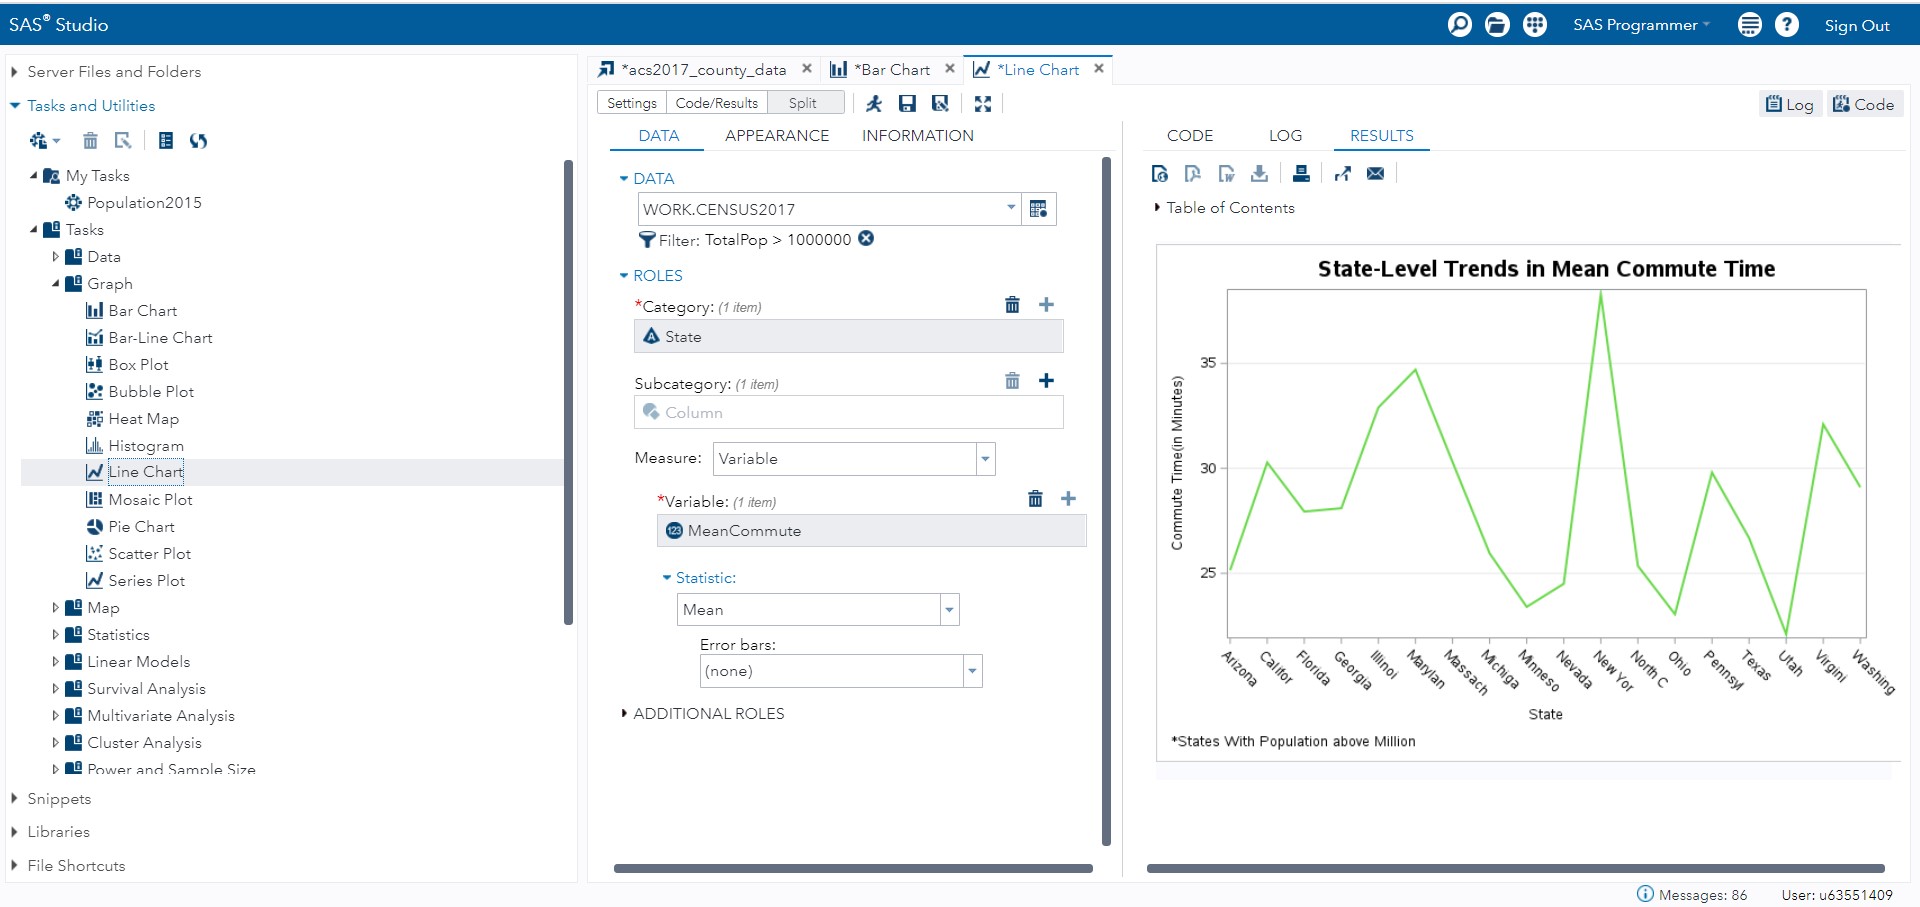 SAS® Studio
SAS Programmer
Sign Out
Server Files and Folders
Tasks and Utilities
My Tasks
Population2015
Tasks
Data
Graph
Bar Chart
Bar-Line Chart
Box Plot
Bubble Plot
Heat Map
Histogram
Line Chart
Mosaic Plot
Pie Chart
Scatter Plot
Series Plot
Map
Statistics
Linear Models
Survival Analysis
Multivariate Analysis
Cluster Analysis
Power and Sample Size
Snippets
Libraries
File Shortcuts
*acs2017_county_data
*Bar Chart
*Line Chart
Settings
Code/Results
Split
Log
Code
DATA
APPEARANCE
INFORMATION
DATA
WORK.CENSUS2017
Filter: TotalPop > 1000000
ROLES
*Category: (1 item)
State
Subcategory: (1 item)
Column
Measure: Variable
*Variable: (1 item)
123 MeanCommute
Statistic:
Mean
Error bars:
(none)
ADDITIONAL ROLES
CODE
LOG
RESULTS
Table of Contents
State-Level Trends in Mean Commute Time
Commute Time(in Minutes)
35
30
25
Arizona
Califor
Florida
Georgia
Illinoi
Marylan
Massach
Michiga
Minneso
Nevada
New Yor
North C
Ohio
Pennsyl
Texas
Utah
Virgini
Washing
State
*States With Population above Million
Messages: 86
User: u63551409